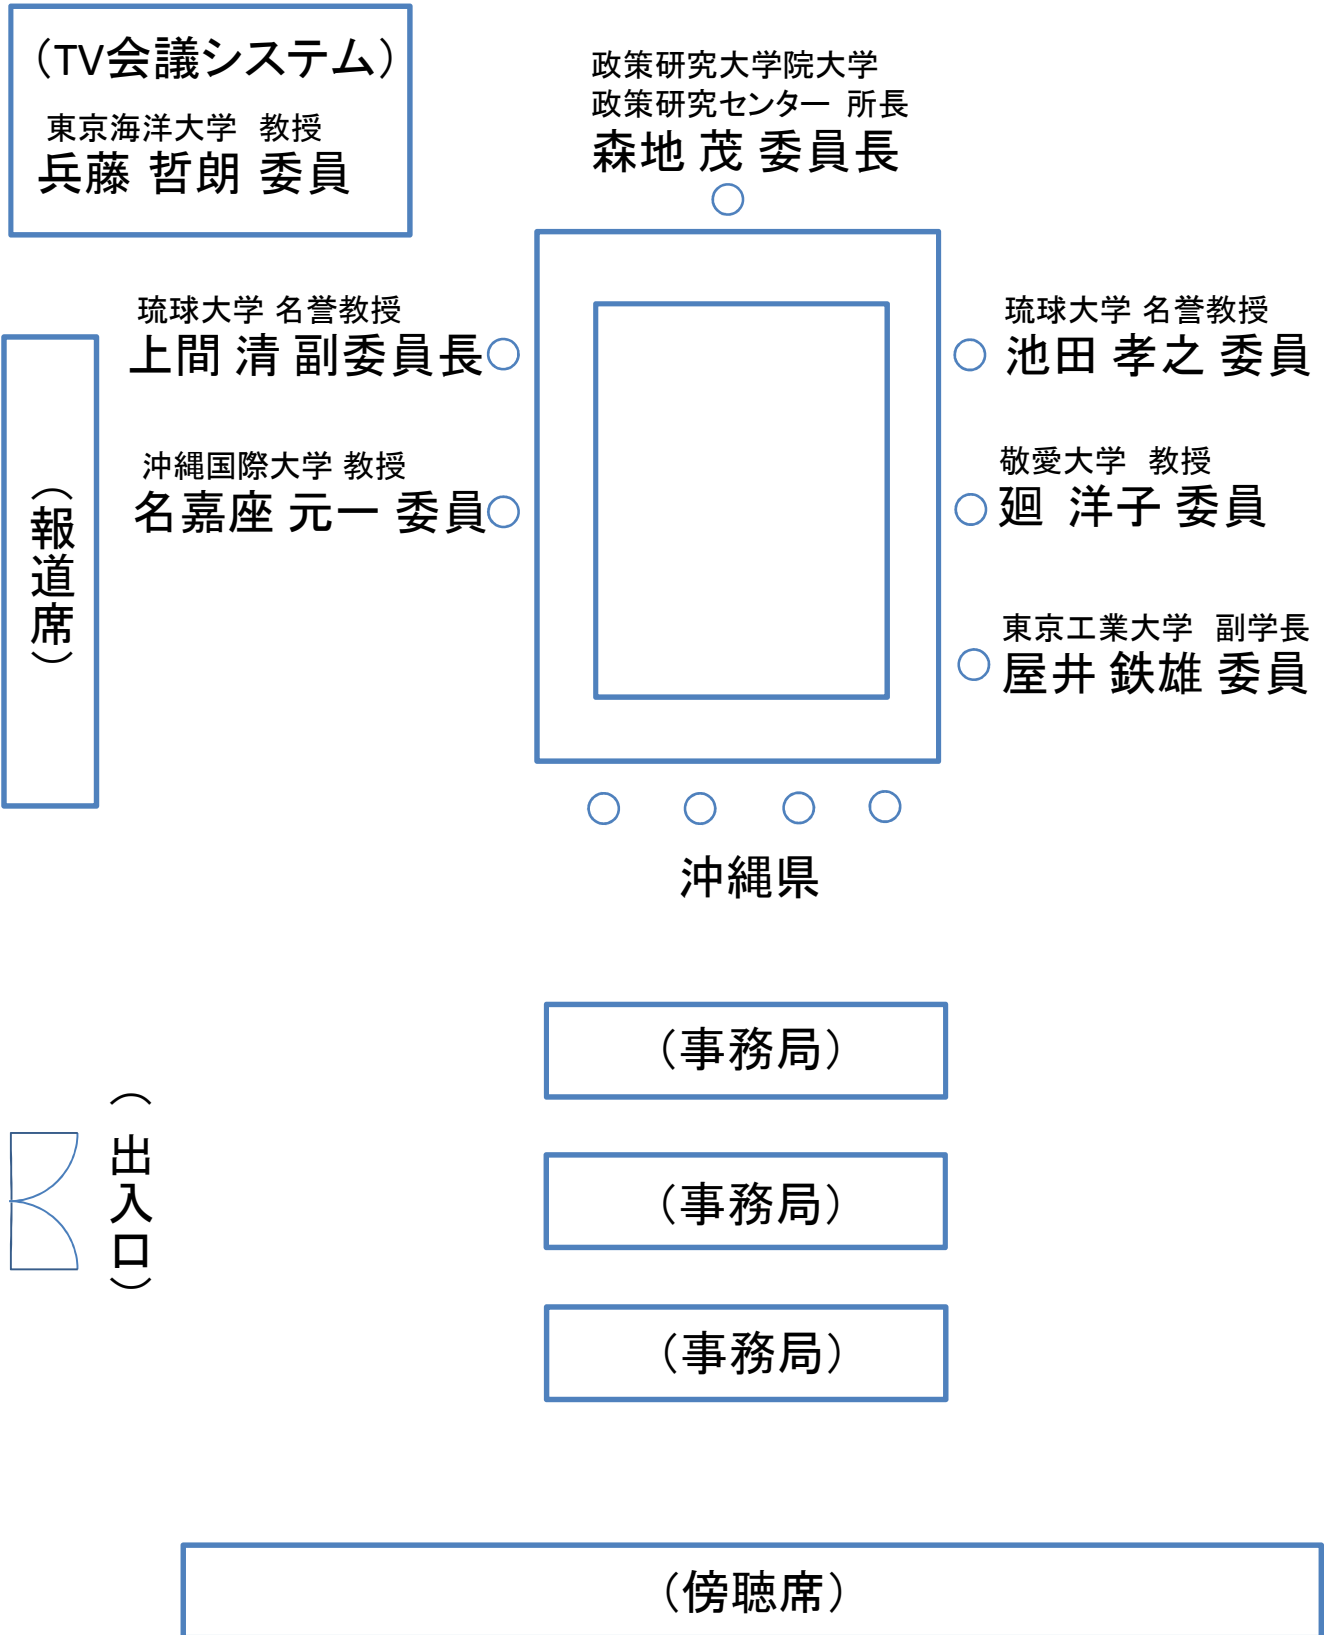 （TV会議システム）
東京海洋大学　教授
兵藤 哲朗 委員
政策研究大学院大学
政策研究センター　所長
森地 茂 委員長
琉球大学 名誉教授
上間 清 副委員長
沖縄国際大学 教授
名嘉座 元一 委員
琉球大学 名誉教授
池田 孝之 委員
敬愛大学　教授
廻　洋子 委員
東京工業大学　副学長
屋井 鉄雄 委員
（報道席）
沖縄県
（事務局）
（出入口）
（事務局）
（事務局）
（傍聴席）